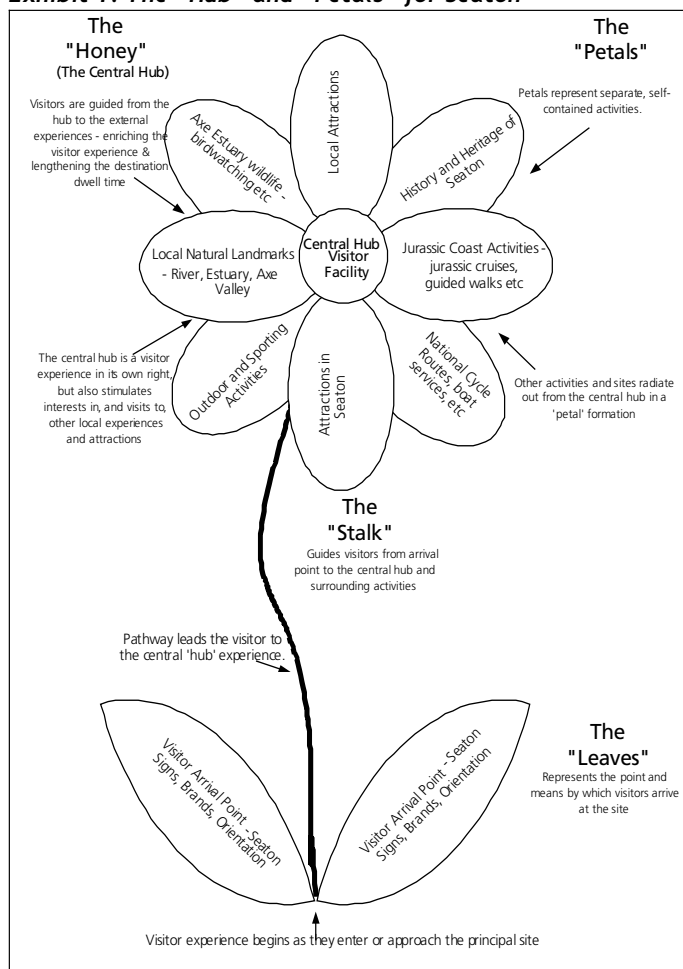 The
"Honey"
(The Central Hub)
Visitors are guided from the
hub to the external
experiences - enriching the
visitor experience &
lengthening the destination
dwell time
The
"Petals"
Petals represent separate, self-
contained activities.
Local Attractions
Axe Estuary wildlife -
birdwatching etc
History and Heritage of
Seaton
Central Hub
Visitor
Facility
Local Natural Landmarks
- River, Estuary, Axe
Valley
Jurassic Coast Activities -
jurassic cruises,
guided walks etc
Outdoor and Sporting
Activities
Attractions in
Seaton
National Cycle
Routes, boat
services, etc
The central hub is a visitor
experience in its own right,
but also stimulates
interests in, and visits to,
other local experiences
and attractions
Other activities and sites radiate
out from the central hub in a
'petal' formation
The
"Stalk"
Guides visitors from arrival
point to the central hub and
surrounding activities
Pathway leads the visitor to
the central 'hub' experience.
Visitor Arrival Point - Seaton
Signs, Brands, Orientation
Visitor Arrival Point - Seaton
Signs, Brands, Orientation
The
"Leaves"
Represents the point and
means by which visitors arrive
at the site
Visitor experience begins as they enter or approach the principal site